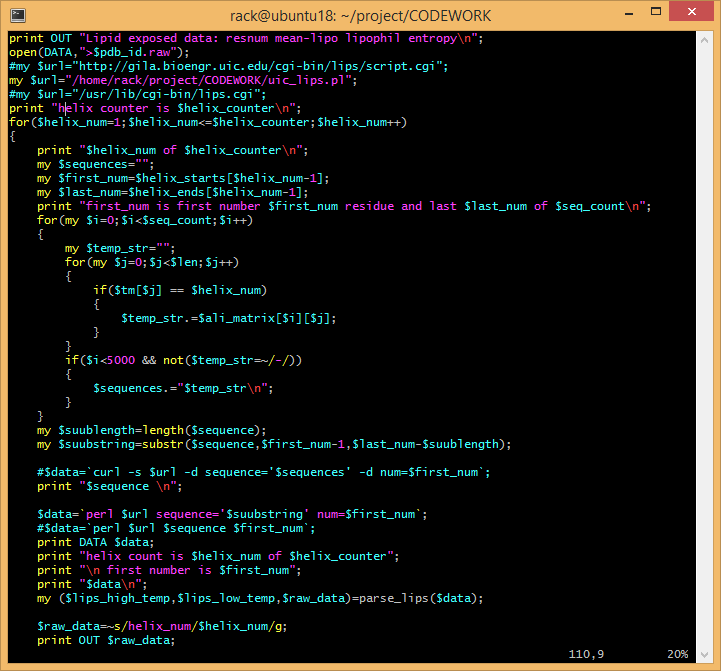 rack@ubuntu18: ~/project/CODEWORK
print OUT "Lipid exposed data: resnum mean-lipo lipophil entropy\n";
open(DATA,">$pdb_id.raw");
#my $url="http://gila.bioengr.uic.edu/cgi-bin/lips/script.cgi";
my $url="/home/rack/project/CODEWORK/uic_lips.pl";
#my $url="/usr/lib/cgi-bin/lips.cgi";
print "helix counter is $helix_counter\n";
for($helix_num=1;$helix_num<=$helix_counter;$helix_num++)
{
    print "$helix_num of $helix_counter\n";
    my $sequences="";
    my $first_num=$helix_starts[$helix_num-1];
    my $last_num=$helix_ends[$helix_num-1];
    print "first_num is first number $first_num residue and last $last_num of $seq_count\n";
    for(my $i=0;$i<$seq_count;$i++)
    {
        my $temp_str="";
        for(my $j=0;$j<$len;$j++)
        {
            if($tm[$j] == $helix_num)
            {
                $temp_str.=$ali_matrix[$i][$j];
            }
        }
        if($i<5000 && not($temp_str=~/-/))
        {
            $sequences.="$temp_str\n";
        }
    }
    my $suublength=length($sequence);
    my $suubstring=substr($sequence,$first_num-1,$last_num-$suublength);
    #$data=`curl -s $url -d sequence='$sequences' -d num=$first_num`;
    print "$sequence \n";
    $data=`perl $url sequence='$suubstring' num=$first_num`;
    #$data=`perl $url $sequence $first_num`;
    print DATA $data;
    print "helix count is $helix_num of $helix_counter";
    print "\n first number is $first_num";
    print "$data\n";
    my ($lips_high_temp,$lips_low_temp,$raw_data)=parse_lips($data);
    $raw_data=~s/helix_num/$helix_num/g;
    print OUT $raw_data;
110,9 20%